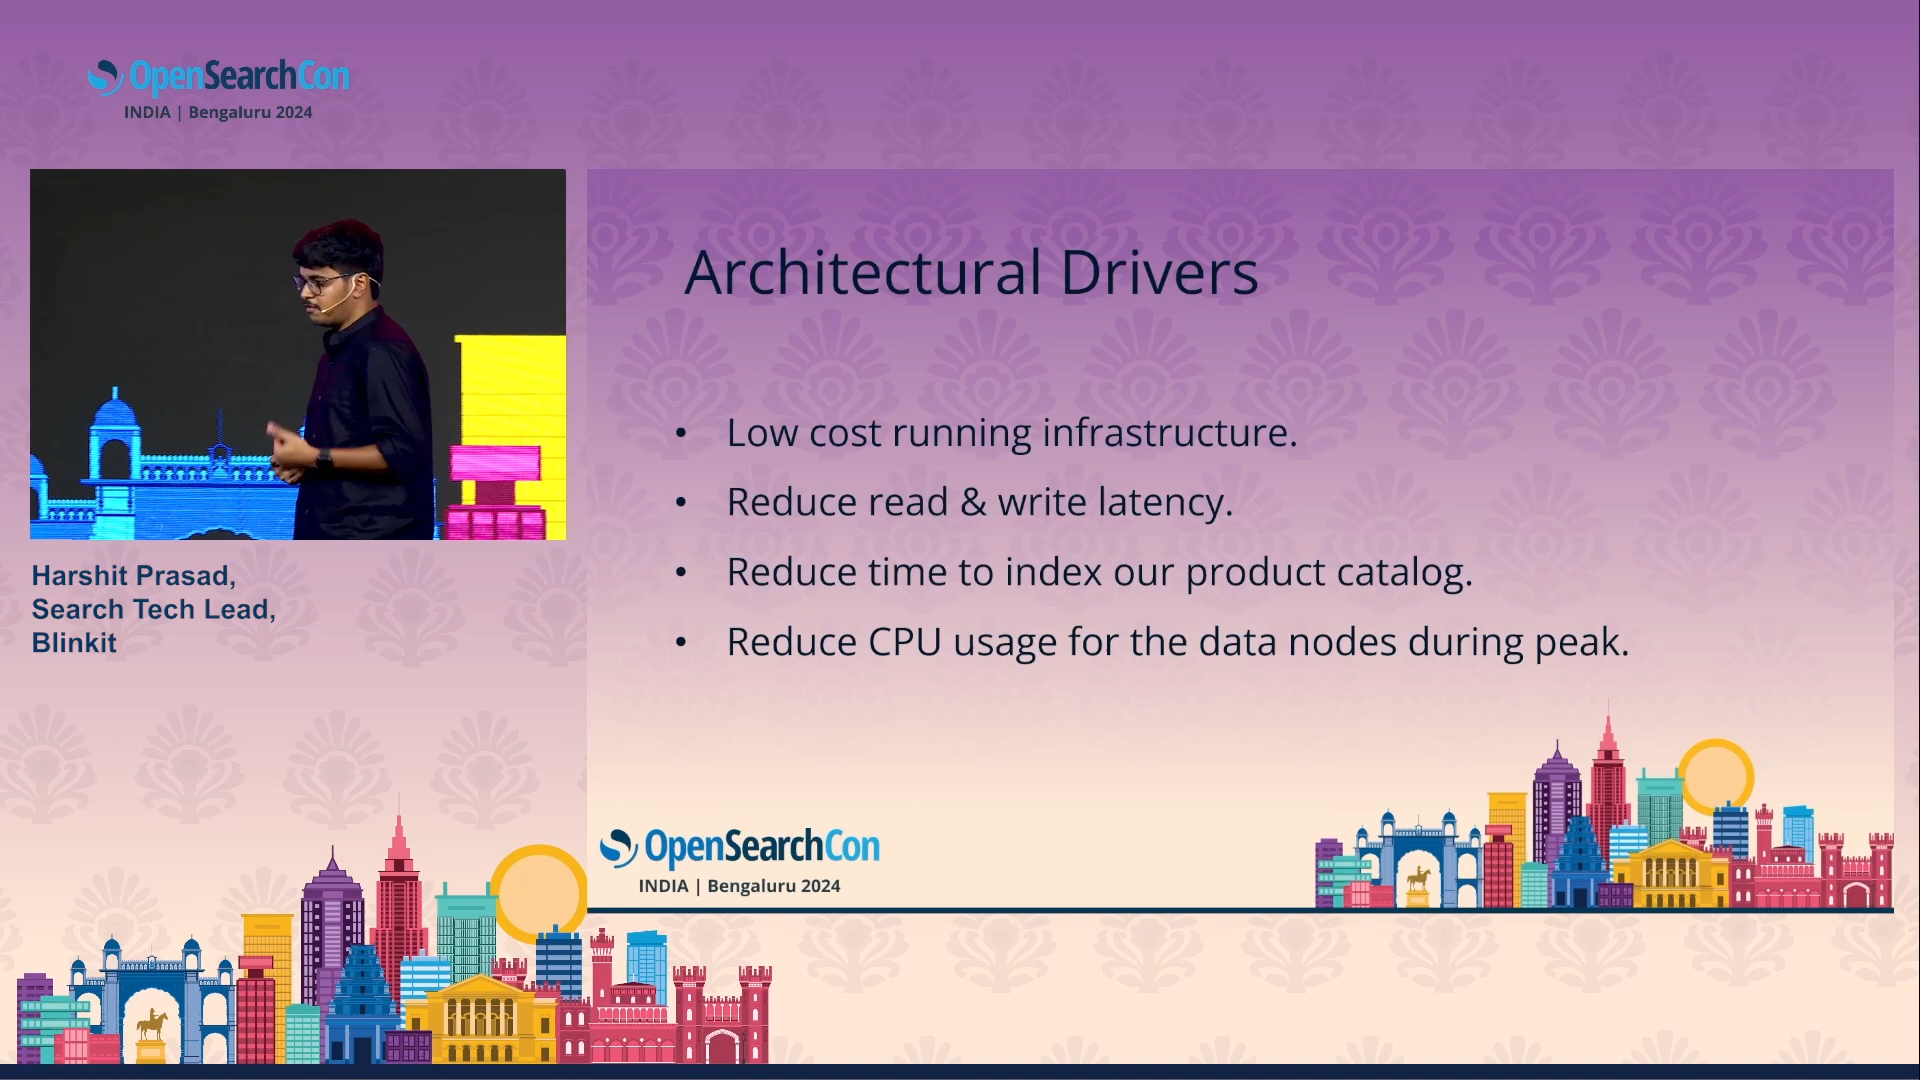 OpenSearchCon
INDIA | Bengaluru 2024
Harshit Prasad,
Search Tech Lead,
Blinkit
Architectural Drivers
• Low cost running infrastructure.
• Reduce read & write latency.
• Reduce time to index our product catalog.
• Reduce CPU usage for the data nodes during peak.
OpenSearchCon
INDIA | Bengaluru 2024